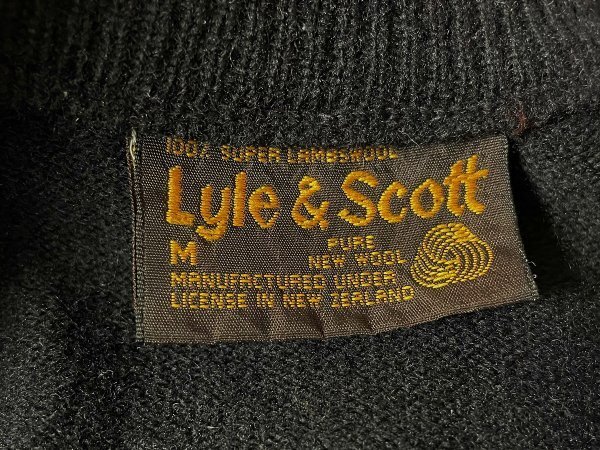 100% SUPER LAMBSWOOL
Lyle & Scott
M
PURE
NEW WOOL
MANUFACTURED UNDER
LICENSE IN NEW ZEALAND